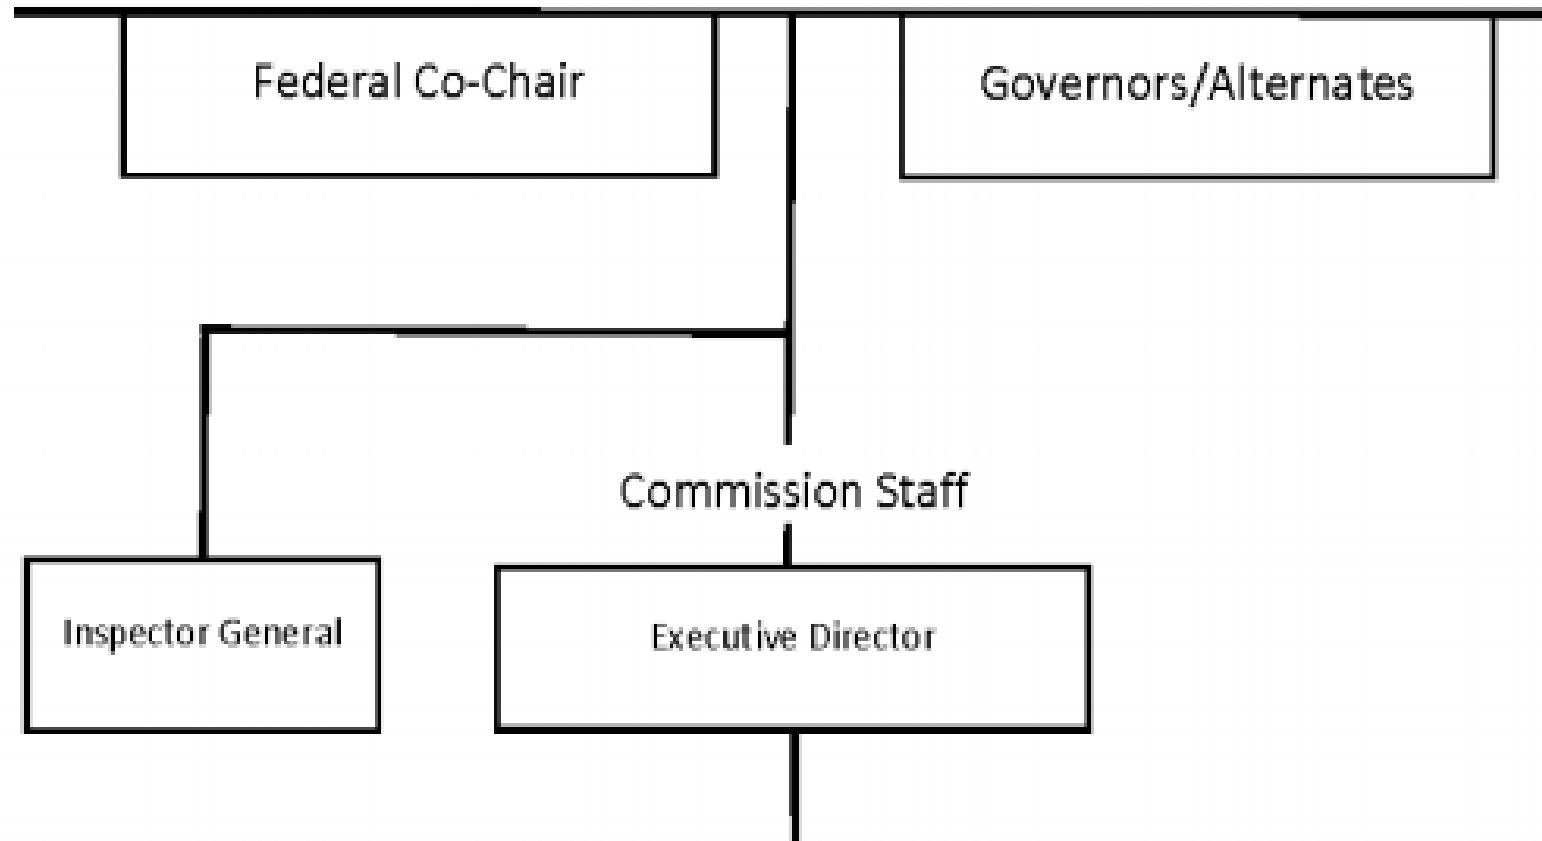 Federal Co-Chair
Governors/Alternates
Commission Staff
Inspector General
Executive Director